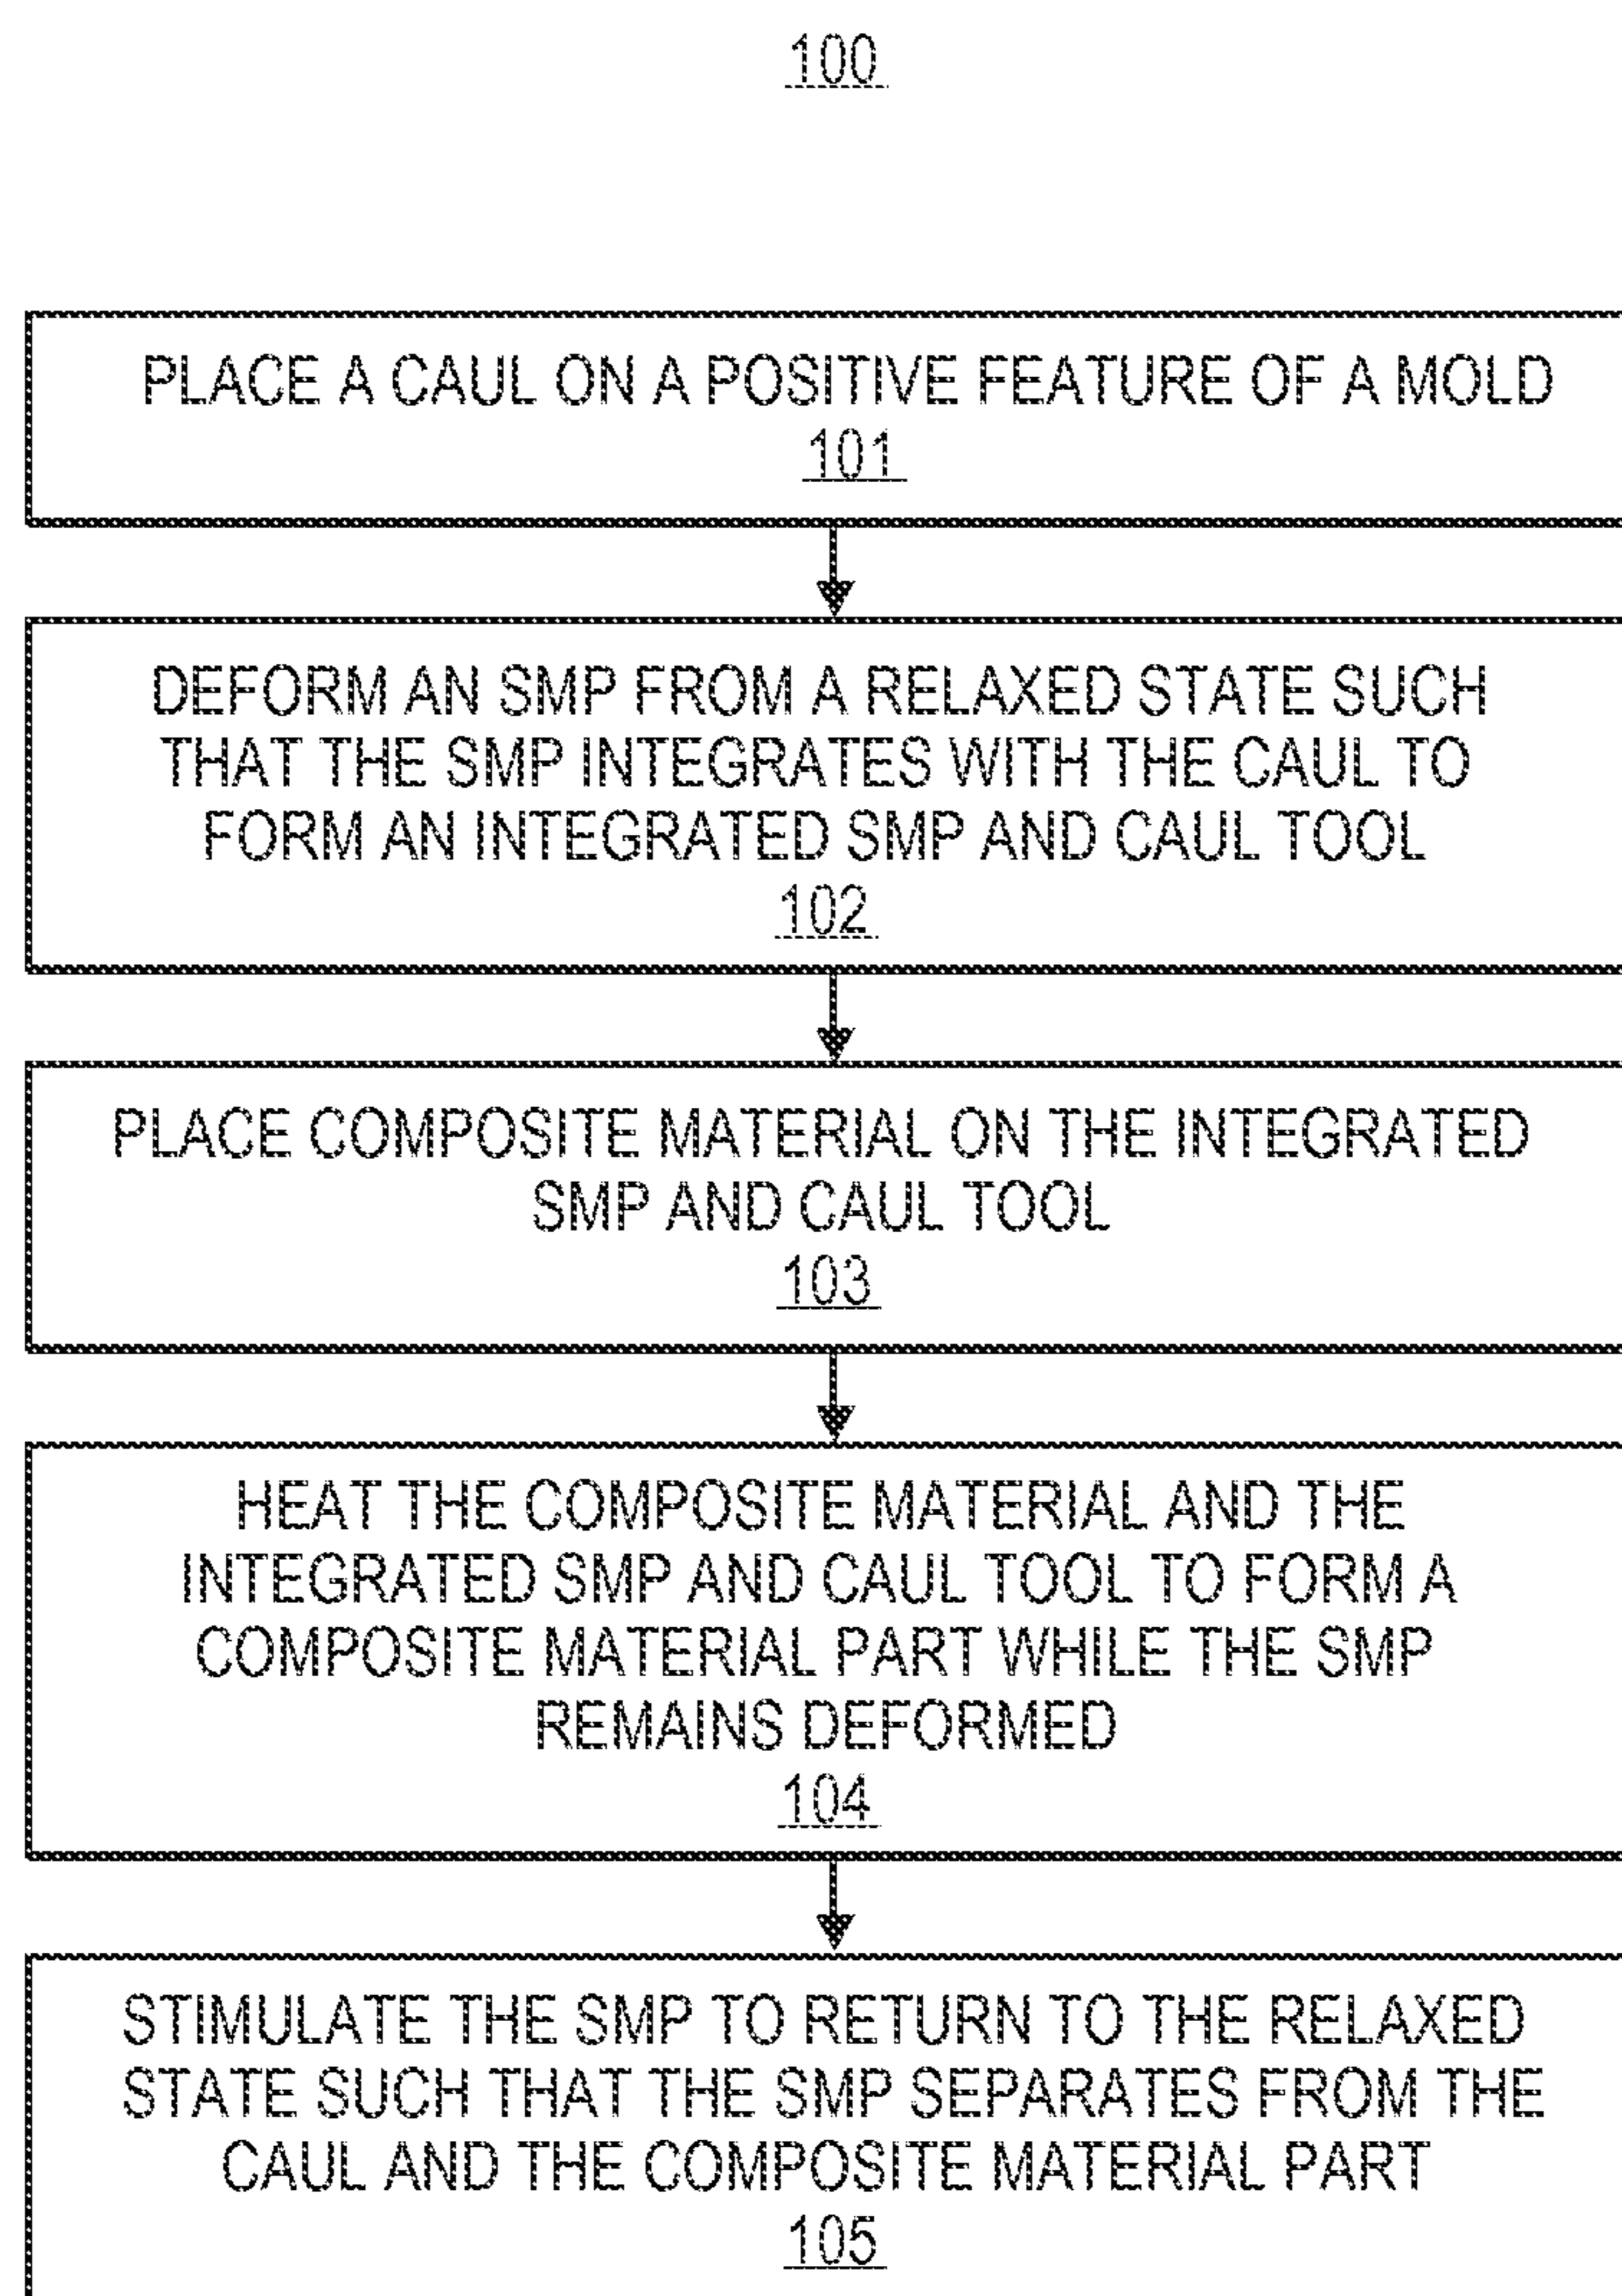 100
PLACE A CAUL ON A POSITIVE FEATURE OF A MOLD
101
DEFORM AN SMP FROM A RELAXED STATE SUCH
THAT THE SMP INTEGRATES WITH THE CAUL TO
FORM AN INTEGRATED SMP AND CAUL TOOL
102
PLACE COMPOSITE MATERIAL ON THE INTEGRATED
SMP AND CAUL TOOL
103
HEAT THE COMPOSITE MATERIAL AND THE
INTEGRATED SMP AND CAUL TOOL TO FORM A
COMPOSITE MATERIAL PART WHILE THE SMP
REMAINS DEFORMED
104
STIMULATE THE SMP TO RETURN TO THE RELAXED
STATE SUCH THAT THE SMP SEPARATES FROM THE
CAUL AND THE COMPOSITE MATERIAL PART
105